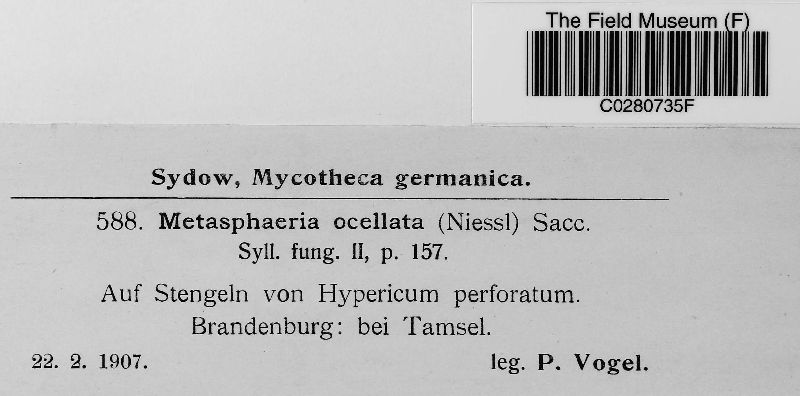 The Field Museum (F)
C0280735F
Sydow, Mycotheca germanica.
588. Metasphaeria ocellata (Niessl) Sacc.
Syll. fung. II, p. 157.
Auf Stengeln von Hypericum perforatum.
Brandenburg: bei Tamsel.
22. 2. 1907. leg. P. Vogel.